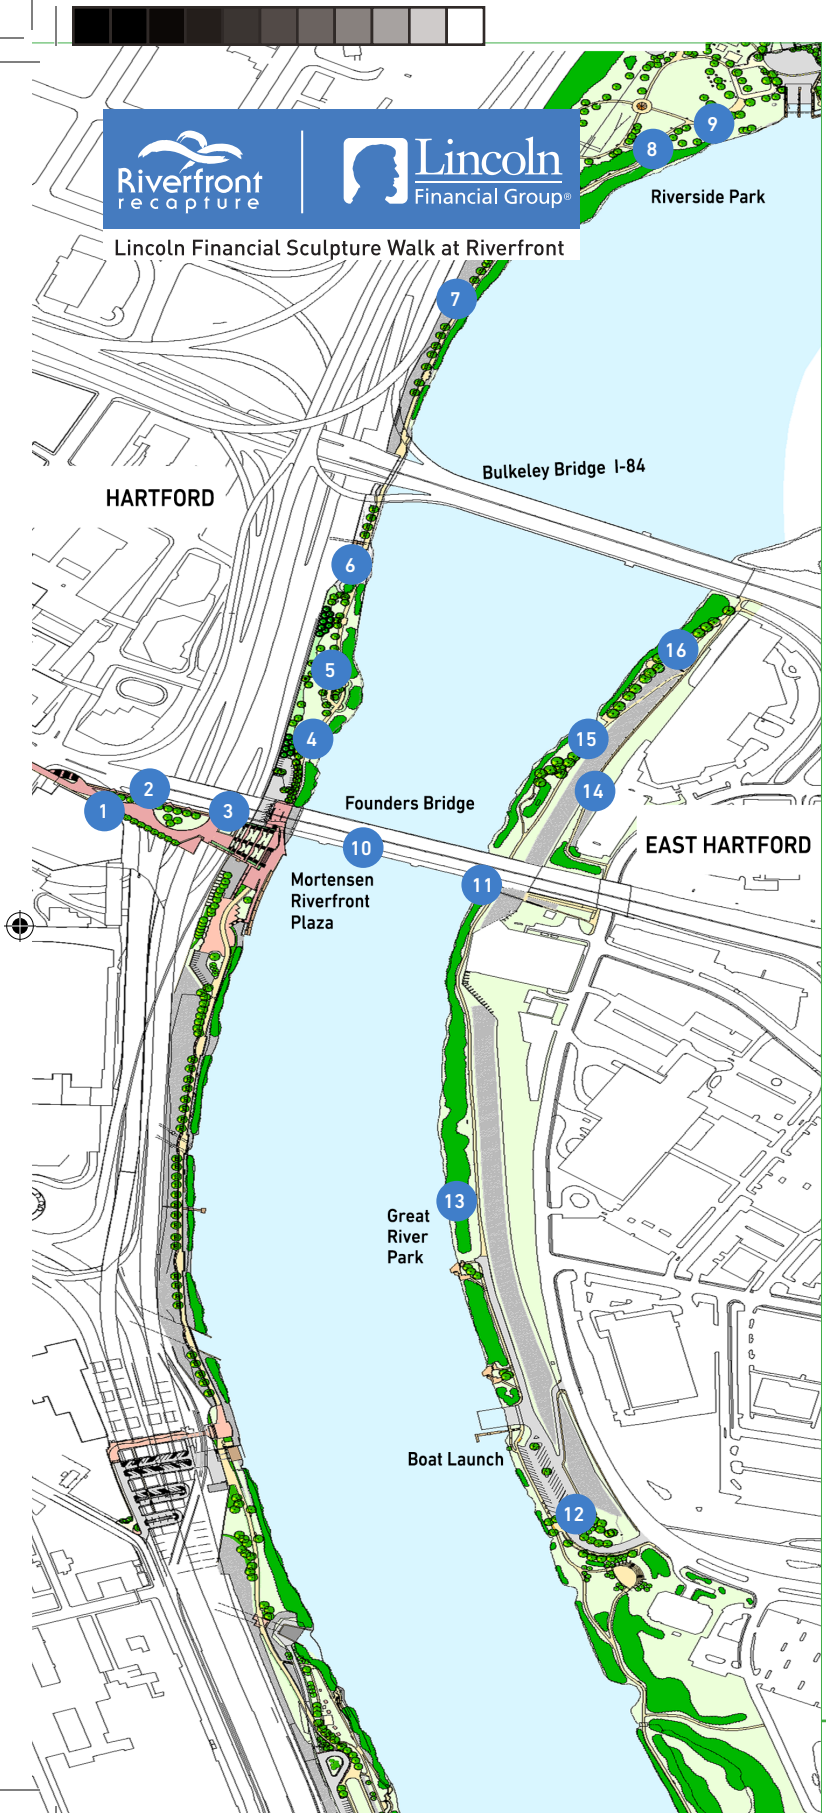 9
8
Riverfront
recapture
Lincoln
Financial Group®
Riverside Park
Lincoln Financial Sculpture Walk at Riverfront
7
Bulkeley Bridge I-84
HARTFORD
6
16
5
4
15
2
14
1
3
Founders Bridge
10
EAST HARTFORD
11
Mortensen
Riverfront
Plaza
13
Great
River
Park
Boat Launch
12